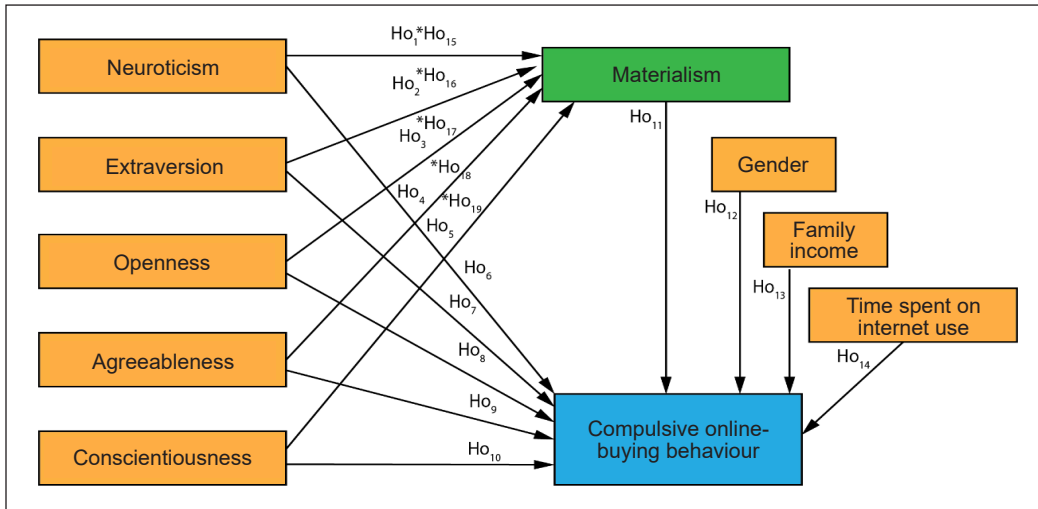 Neuroticism
Extraversion
Openness
Agreeableness
Conscientiousness
Ho₁*Ho₁₅
Ho₂*Ho₁₆
Ho₃*Ho₁₇
Ho₄*Ho₁₈
Ho₅*Ho₁₉
Ho₆
Ho₇
Ho₈
Ho₉
Ho₁₀
Materialism
Ho₁₁
Gender
Ho₁₂
Family
income
Ho₁₃
Time spent on
internet use
Ho₁₄
Compulsive online-
buying behaviour